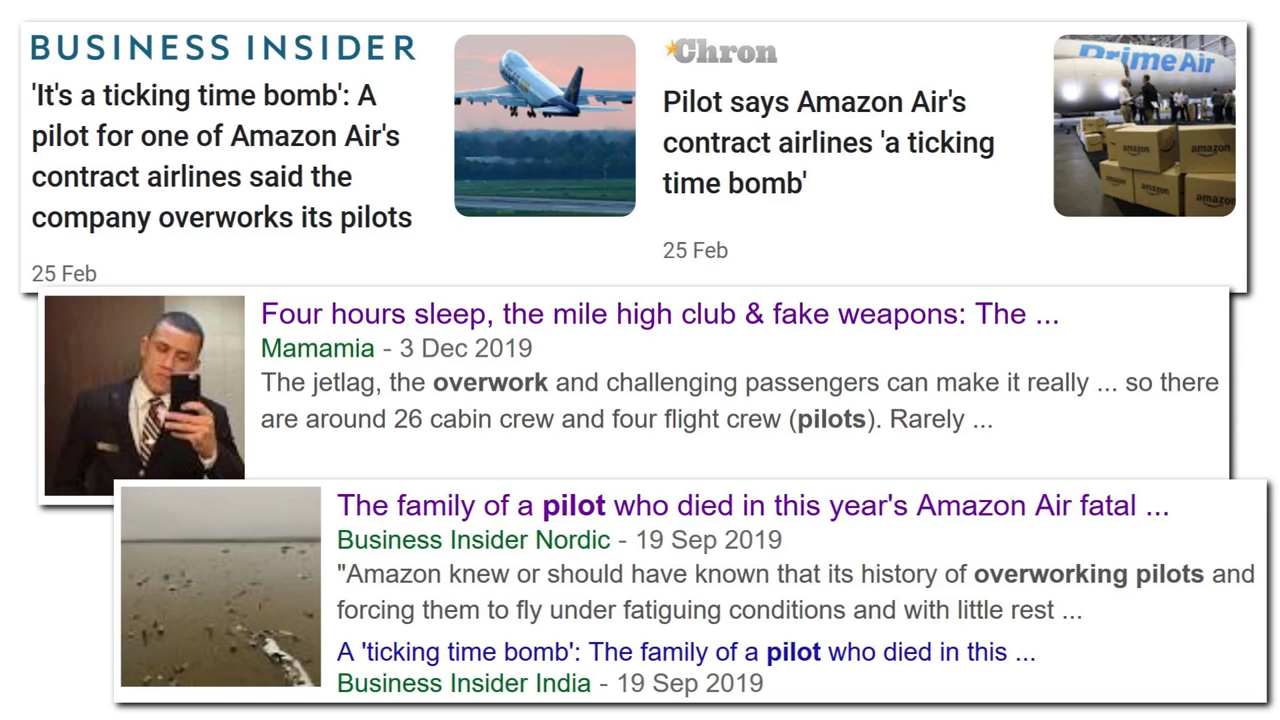 BUSINESS INSIDER
'It's a ticking time bomb': A
pilot for one of Amazon Air's
contract airlines said the
company overworks its pilots
25 Feb
Chron
Pilot says Amazon Air's
contract airlines 'a ticking
time bomb'
25 Feb
Prime Air
amazon
amazon
amazon
amazon
amazon
Four hours sleep, the mile high club & fake weapons: The ...
Mamamia - 3 Dec 2019
The jetlag, the overwork and challenging passengers can make it really ... so there
are around 26 cabin crew and four flight crew (pilots). Rarely ...
The family of a pilot who died in this year's Amazon Air fatal ...
Business Insider Nordic - 19 Sep 2019
"Amazon knew or should have known that its history of overworking pilots and
forcing them to fly under fatiguing conditions and with little rest ...
A 'ticking time bomb': The family of a pilot who died in this ...
Business Insider India - 19 Sep 2019